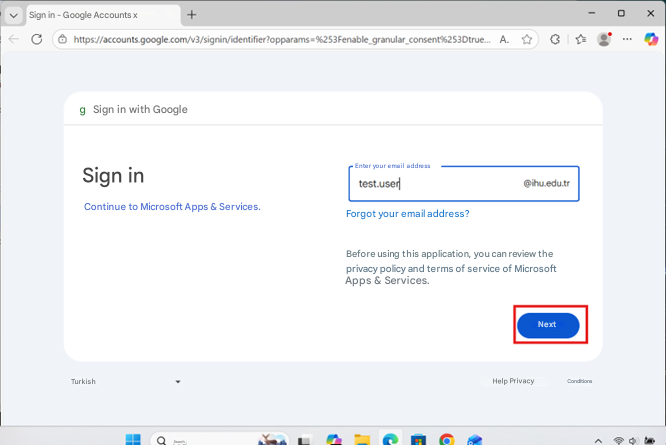 Sign in - Google Accounts x
https://accounts.google.com/v3/signin/identifier?opparams=%253Fenable_granular_consent%253Dtrue...
A.
g Sign in with Google
Sign in
Continue to Microsoft Apps & Services.
Enter your email address
test.user
@ihu.edu.tr
Forgot your email address?
Before using this application, you can review the
privacy policy and terms of service of Microsoft
Apps & Services.
Next
Turkish
Help Privacy
Conditions